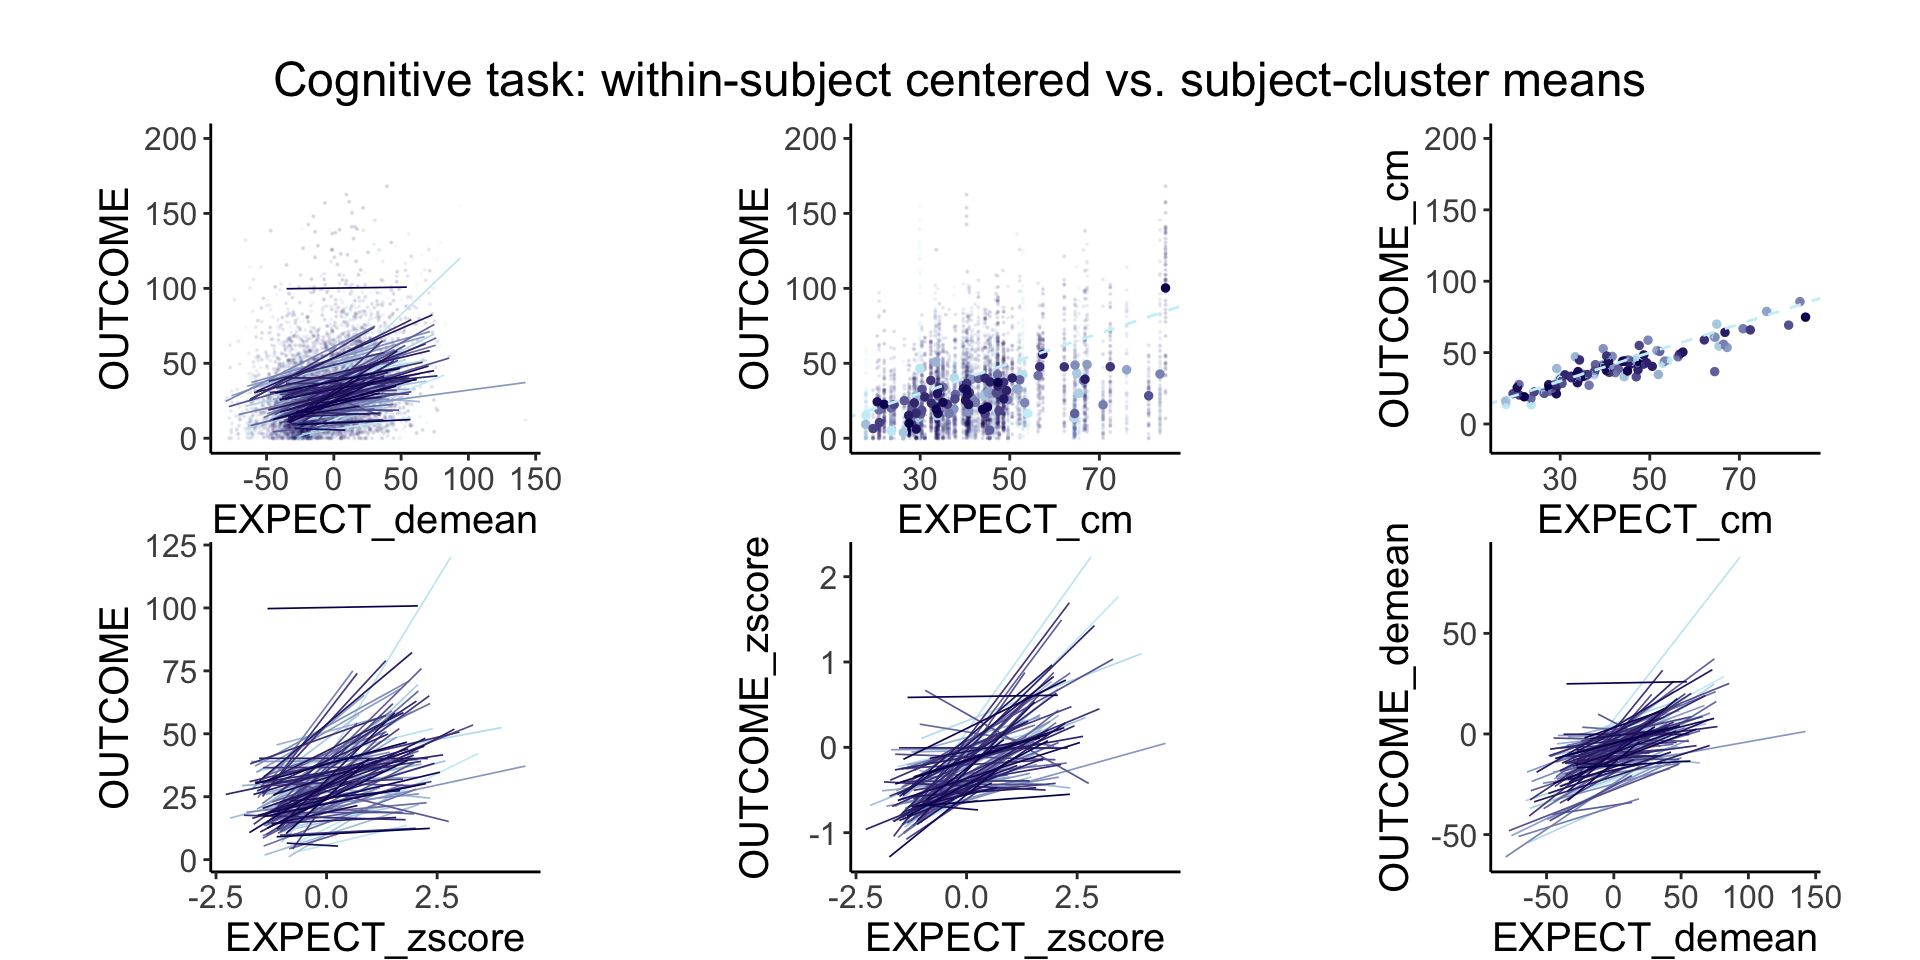 Cognitive task: within-subject centered vs. subject-cluster means
OUTCOME
200
150
100
50
0
-50 0 50 100 150
EXPECT_demean
OUTCOME
200
150
100
50
0
30 50 70
EXPECT_cm
OUTCOME_cm
200
150
100
50
0
30 50 70
EXPECT_cm
OUTCOME
125
100
75
50
25
0
-2.5 0.0 2.5
EXPECT_zscore
OUTCOME_zscore
2
1
0
-1
-2.5 0.0 2.5
EXPECT_zscore
OUTCOME_demean
50
0
-50
-50 0 50 100 150
EXPECT_demean